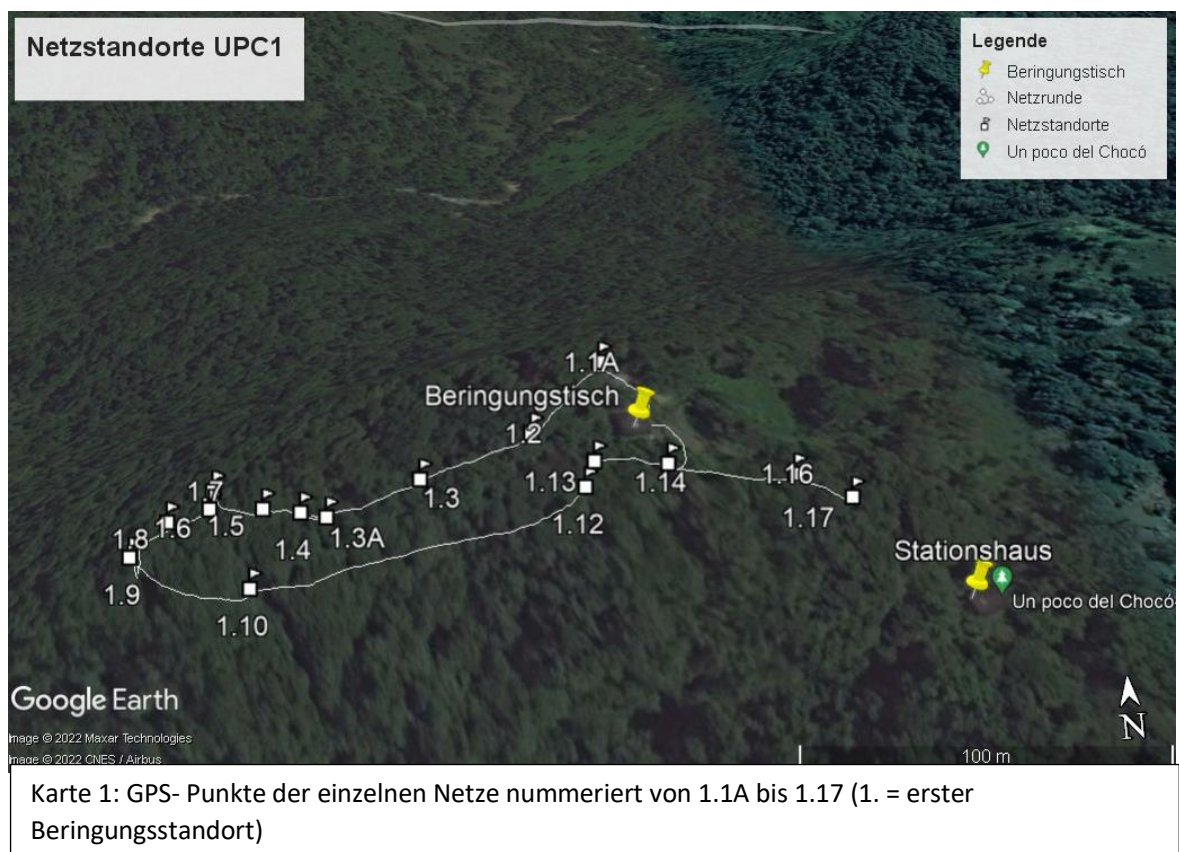 Netzstandorte UPC1
Legende
Beringungstisch
Netzrunde
Netzstandorte
Un poco del Chocó
1.1A
Beringungstisch
1.2
1.3
1.13
1.14
1.16
1.17
1.12
1.7
1.6
1.5
1.4
1.3A
1.8
1.9
1.10
Stationshaus
Un poco del Chocó
Google Earth
N
Image © 2022 Maxar Technologies
Image © 2022 CNES / Airbus
100 m
Karte 1: GPS- Punkte der einzelnen Netze nummeriert von 1.1A bis 1.17 (1. = erster
Beringungsstandort)